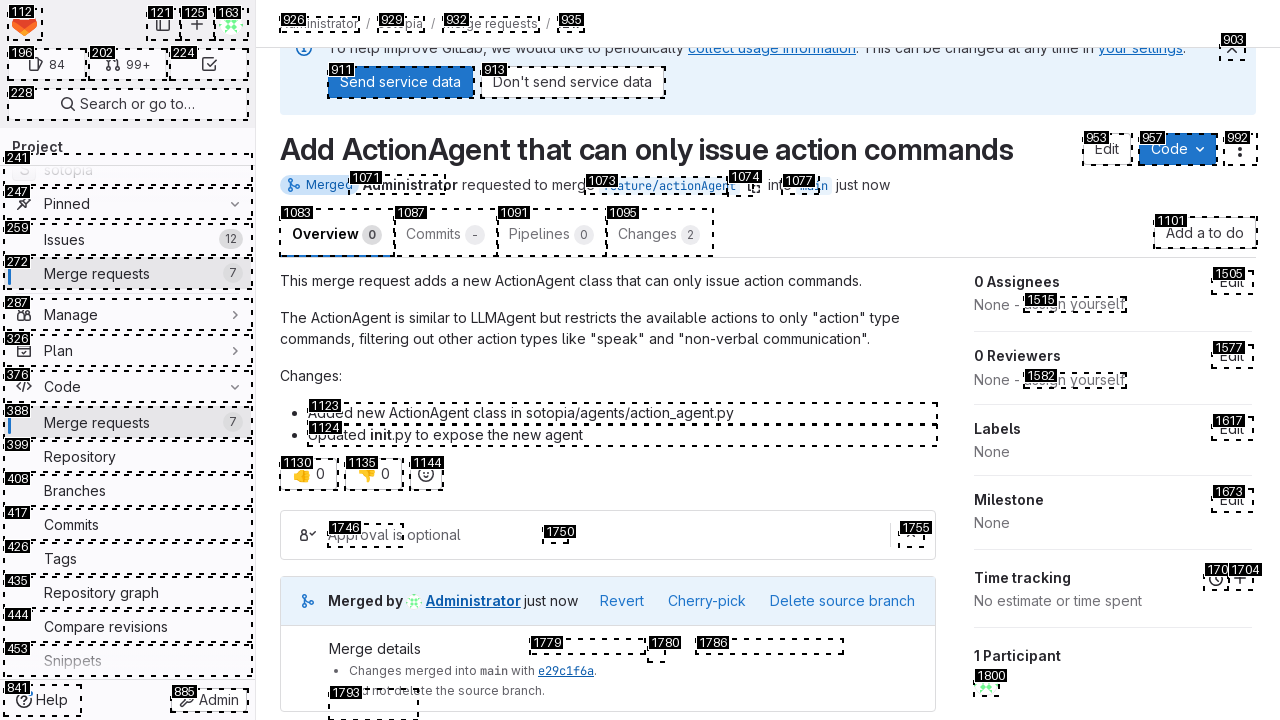 112
121
125
163
926
929
932
935
Administrator / sotopia / Merge requests /
196
84
202
99+
224
To help improve GitLab, we would like to periodically collect usage information. This can be changed at any time in your settings.
903
911
Send service data
913
Don't send service data
228
Search or go to…
Project
241
sotopia
Add ActionAgent that can only issue action commands
953
Edit
957
Code
992
247
Pinned
Merged
1071
Administrator requested to merge
1073
feature/actionAgent
1074
into
1077
main just now
259
Issues
12
1083
Overview 0
1087
Commits -
1091
Pipelines 0
1095
Changes 2
1101
Add a to do
272
Merge requests
7
287
Manage
326
Plan
376
Code
388
Merge requests
7
399
Repository
408
Branches
417
Commits
426
Tags
435
Repository graph
444
Compare revisions
453
Snippets
841
Help
885
Admin
This merge request adds a new ActionAgent class that can only issue action commands.
The ActionAgent is similar to LLMAgent but restricts the available actions to only "action" type
commands, filtering out other action types like "speak" and "non-verbal communication".
Changes:
1123
Added new ActionAgent class in sotopia/agents/action_agent.py
1124
Updated init.py to expose the new agent
1130
👍 0
1135
👎 0
1144
1746
Approval is optional
1750
1755
Merged by Administrator just now
Revert
Cherry-pick
Delete source branch
Merge details
1779
1780
1786
Changes merged into main with e29c1f6a.
1793
not delete the source branch.
0 Assignees
1505
Edit
None -
1515
assign yourself
0 Reviewers
1577
Edit
None -
1582
assign yourself
Labels
1617
Edit
None
Milestone
1673
Edit
None
Time tracking
170
1704
No estimate or time spent
1 Participant
1800